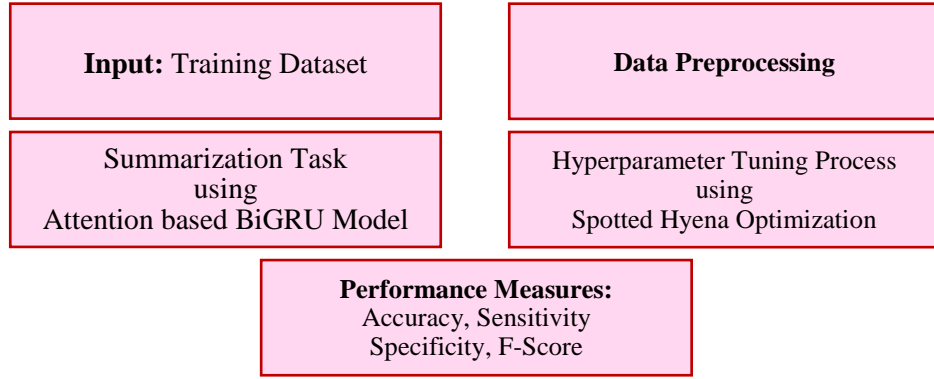 Input: Training Dataset
Data Preprocessing
Summarization Task
using
Attention based BiGRU Model
Hyperparameter Tuning Process
using
Spotted Hyena Optimization
Performance Measures:
Accuracy, Sensitivity
Specificity, F-Score